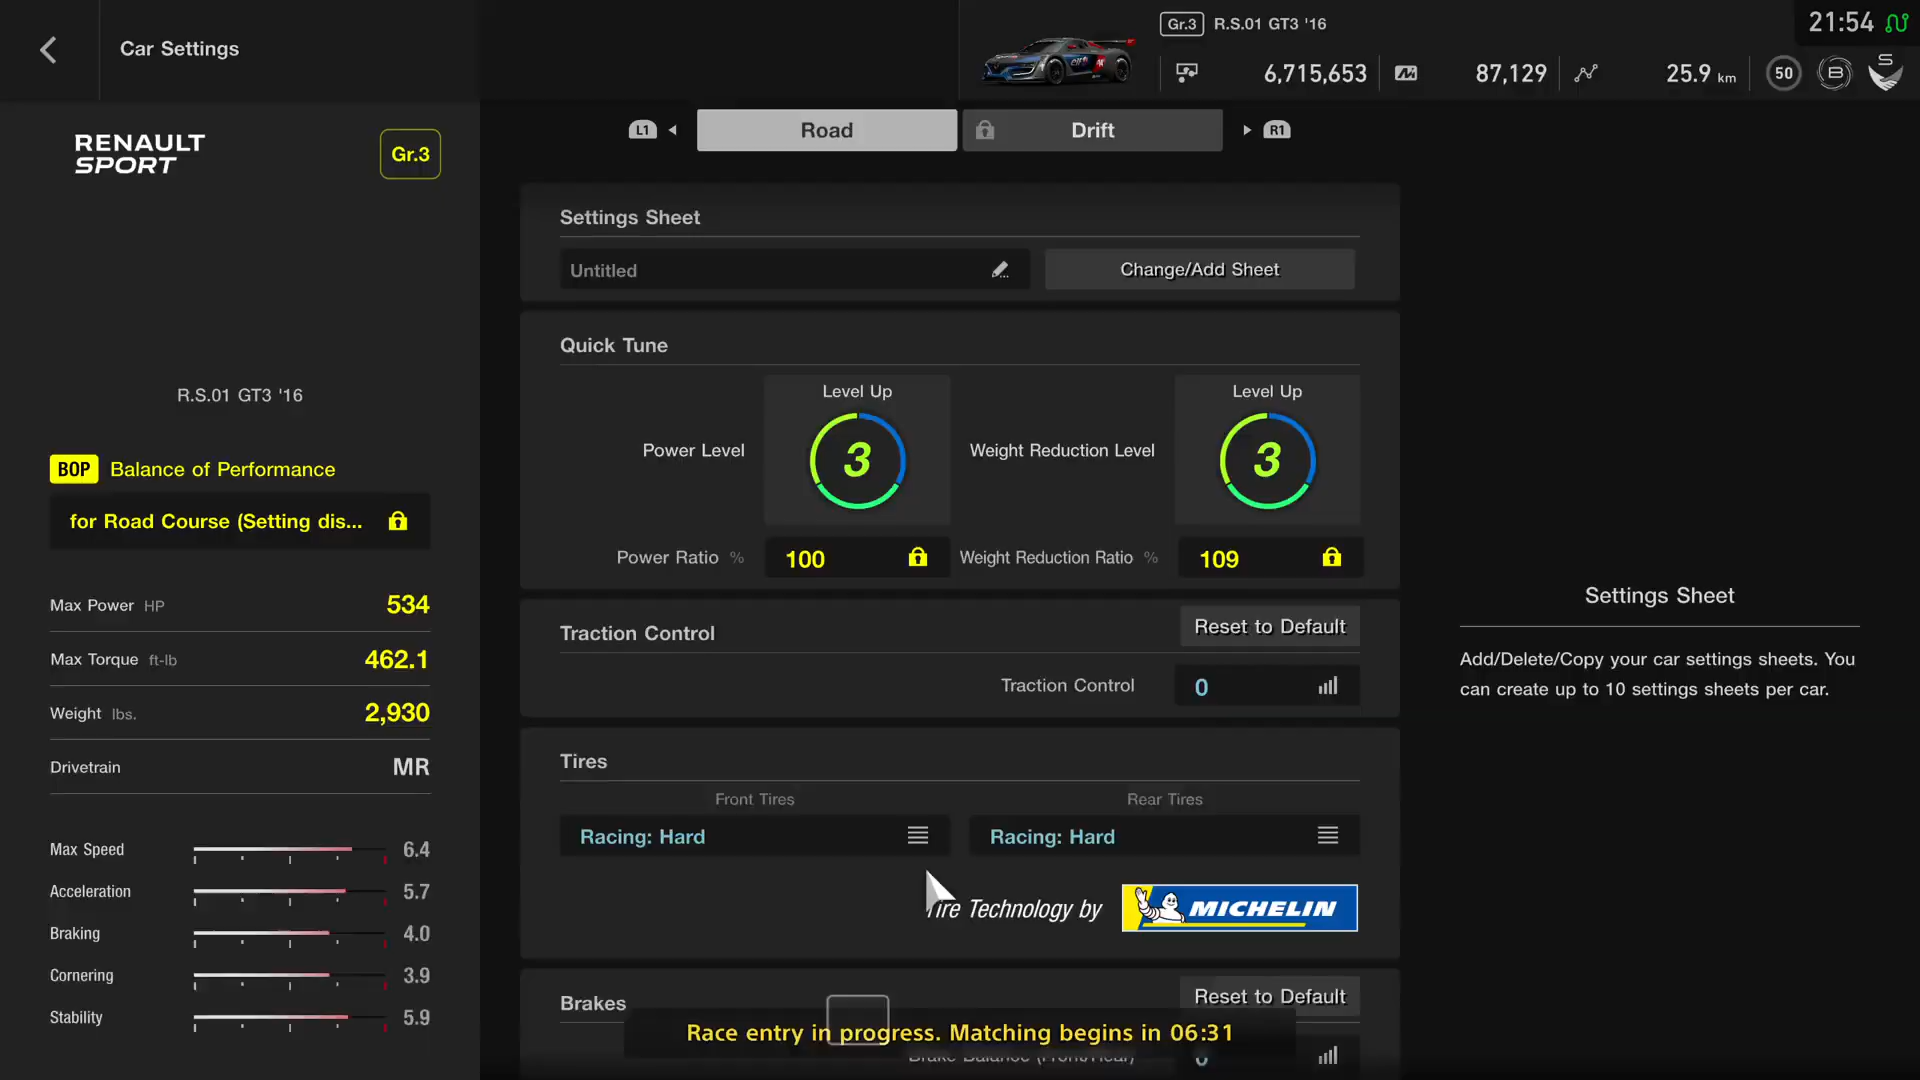 Car Settings
Gr.3 R.S.01 GT3 '16
21:54
6,715,653
87,129
25.9 km
50
B
S
L1
Road
Drift
R1
RENAULT
SPORT
Gr.3
R.S.01 GT3 '16
BOP Balance of Performance
for Road Course (Setting dis...
Max Power HP 534
Max Torque ft-lb 462.1
Weight lbs. 2,930
Drivetrain MR
Max Speed 6.4
Acceleration 5.7
Braking 4.0
Cornering 3.9
Stability 5.9
Settings Sheet
Untitled
Change/Add Sheet
Quick Tune
Level Up
Level Up
Power Level 3
Weight Reduction Level 3
Power Ratio % 100
Weight Reduction Ratio % 109
Traction Control
Reset to Default
Traction Control 0
Tires
Front Tires
Rear Tires
Racing: Hard
Racing: Hard
Tire Technology by
MICHELIN
Brakes
Reset to Default
Race entry in progress. Matching begins in 06:31
Brake Balance (Front/Rear) 0
Settings Sheet
Add/Delete/Copy your car settings sheets. You
can create up to 10 settings sheets per car.